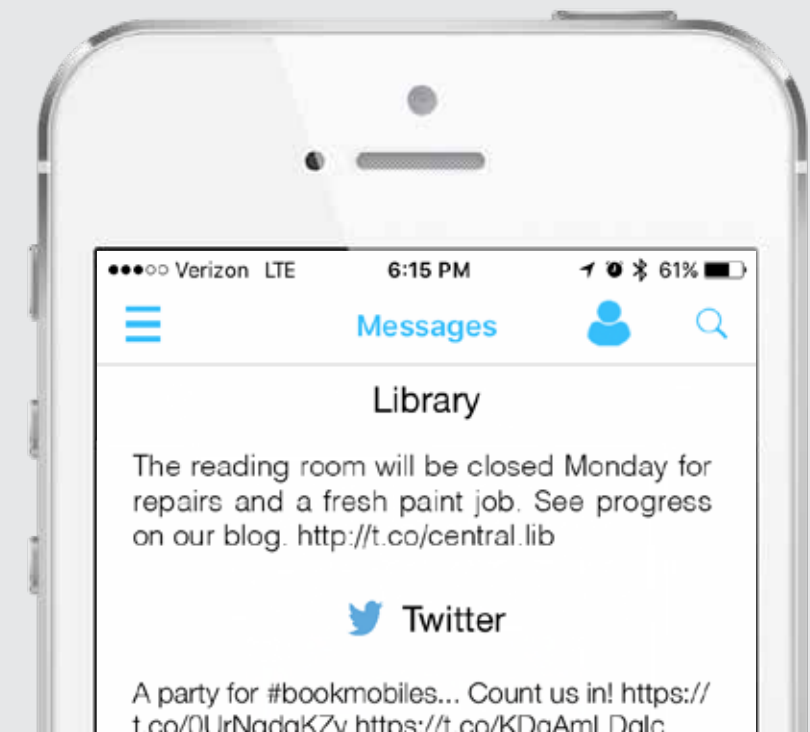 ●●●○○ Verizon LTE 6:15 PM 61%
Messages
Library
The reading room will be closed Monday for
repairs and a fresh paint job. See progress
on our blog. http://t.co/central.lib
Twitter
A party for #bookmobiles... Count us in! https://